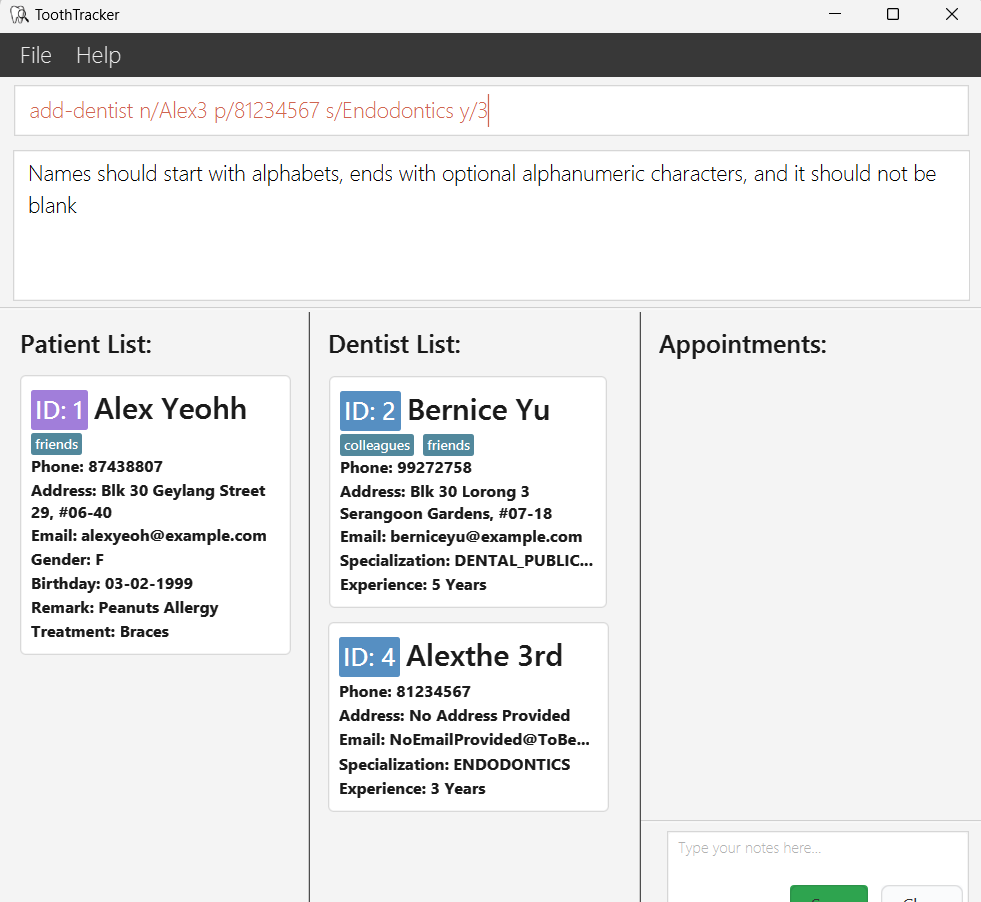 ToothTracker
File Help
add-dentist n/Alex3 p/81234567 s/Endodontics y/3
Names should start with alphabets, ends with optional alphanumeric characters, and it should not be
blank
Patient List:
ID: 1 Alex Yeohh
friends
Phone: 87438807
Address: Blk 30 Geylang Street
29, #06-40
Email: alexyeoh@example.com
Gender: F
Birthday: 03-02-1999
Remark: Peanuts Allergy
Treatment: Braces
Dentist List:
ID: 2 Bernice Yu
colleagues friends
Phone: 99272758
Address: Blk 30 Lorong 3
Serangoon Gardens, #07-18
Email: berniceyu@example.com
Specialization: DENTAL_PUBLIC...
Experience: 5 Years
ID: 4 Alexthe 3rd
Phone: 81234567
Address: No Address Provided
Email: NoEmailProvided@ToBe...
Specialization: ENDODONTICS
Experience: 3 Years
Appointments:
Type your notes here...